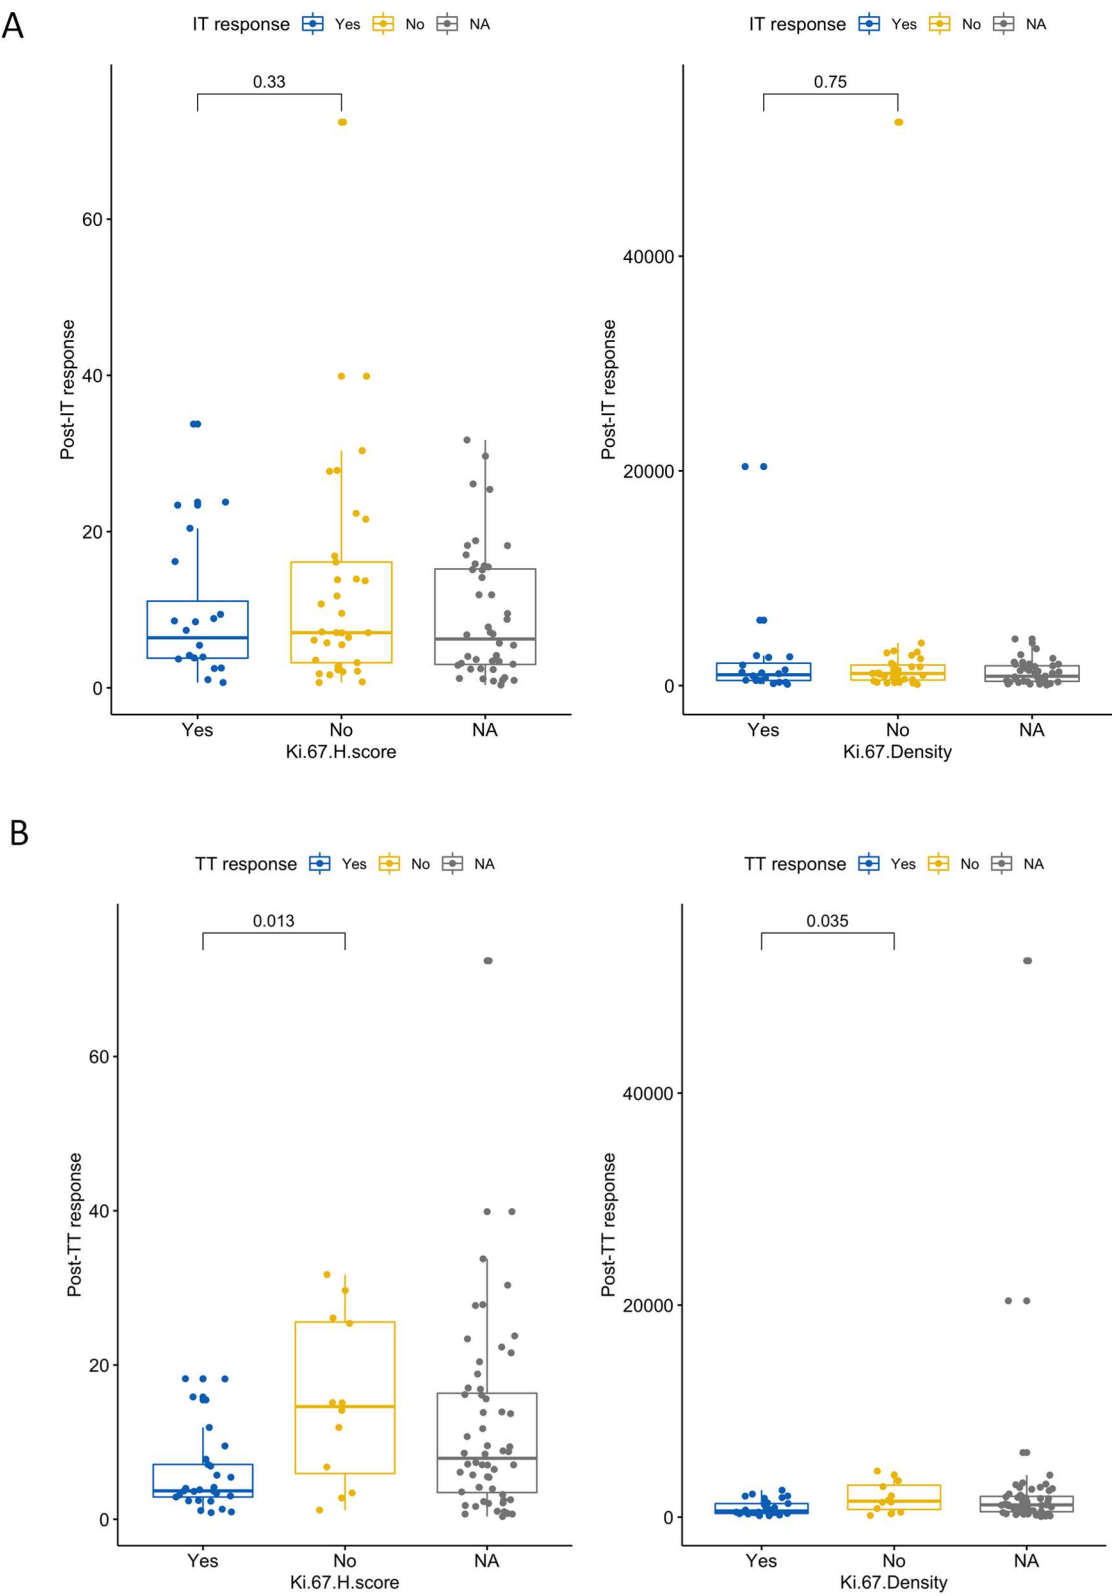 A
IT response Yes No NA
0.33
60
40
20
0
Post-IT response
Yes No NA
Ki.67.H.score
IT response Yes No NA
0.75
40000
20000
0
Post-IT response
Yes No NA
Ki.67.Density
B
TT response Yes No NA
0.013
60
40
20
0
Post-TT response
Yes No NA
Ki.67.H.score
TT response Yes No NA
0.035
40000
20000
0
Post-TT response
Yes No NA
Ki.67.Density